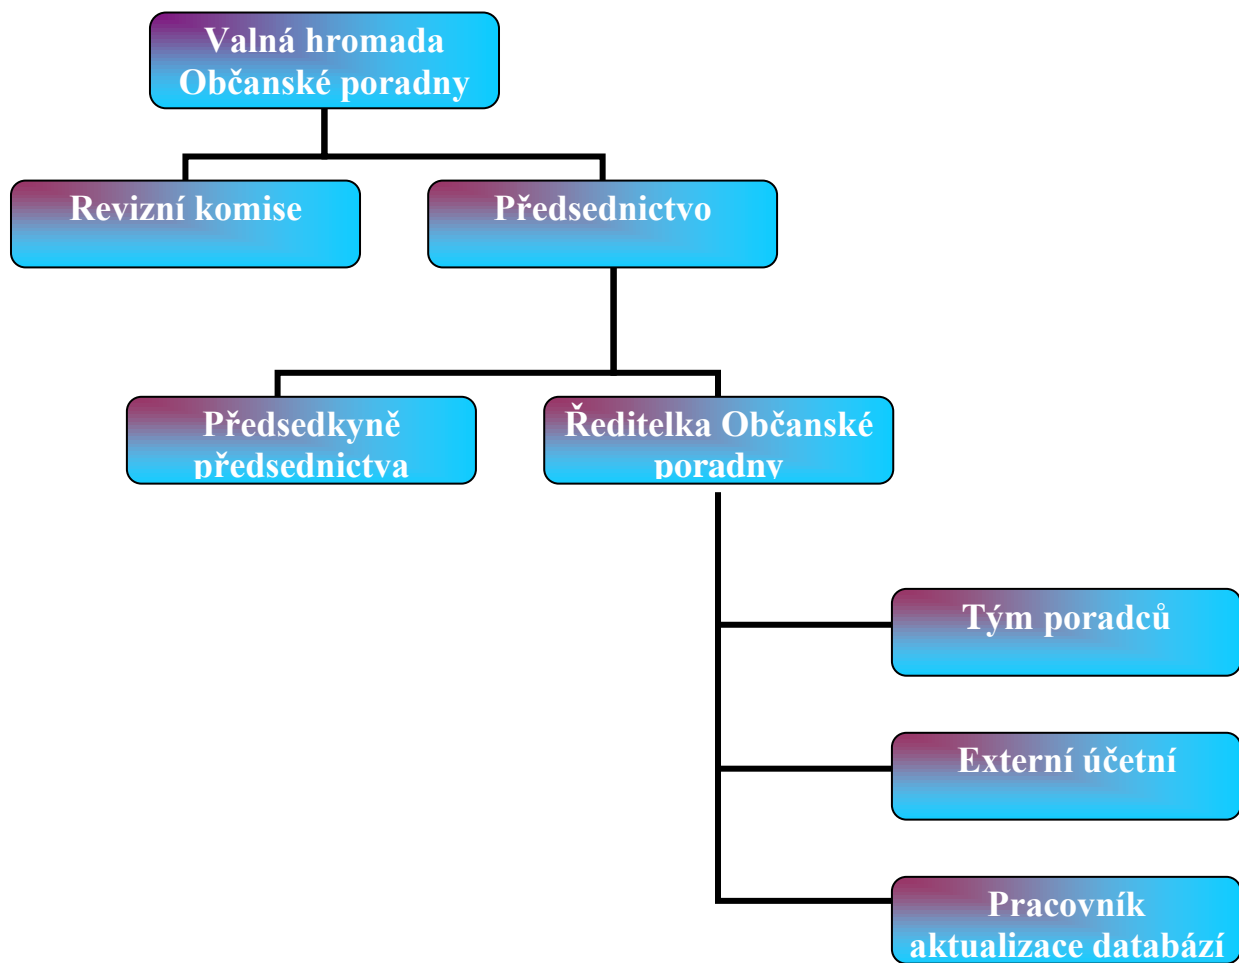 Valná hromada
Občanské poradny
Revizní komise
Předsednictvo
Předsedkyně
předsednictva
Ředitelka Občanské
poradny
Tým poradců
Externí účetní
Pracovník
aktualizace databází